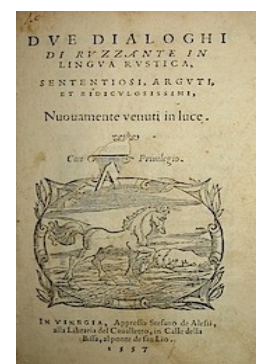 DVE DIALOGHI
DI RVZZANTE IN
LINGVA RVSTICA,
SENTENTIOSI, ARGVTI,
ET RIDICVLOSISSIMI,
Nuouamente venuti in luce.
Con Priuilegio.
IN VINEGIA, Appresso Stefano de Alessi,
alla Libraria del Caualletto, in Calle della
Bissa, al ponte de san Lio.
1557